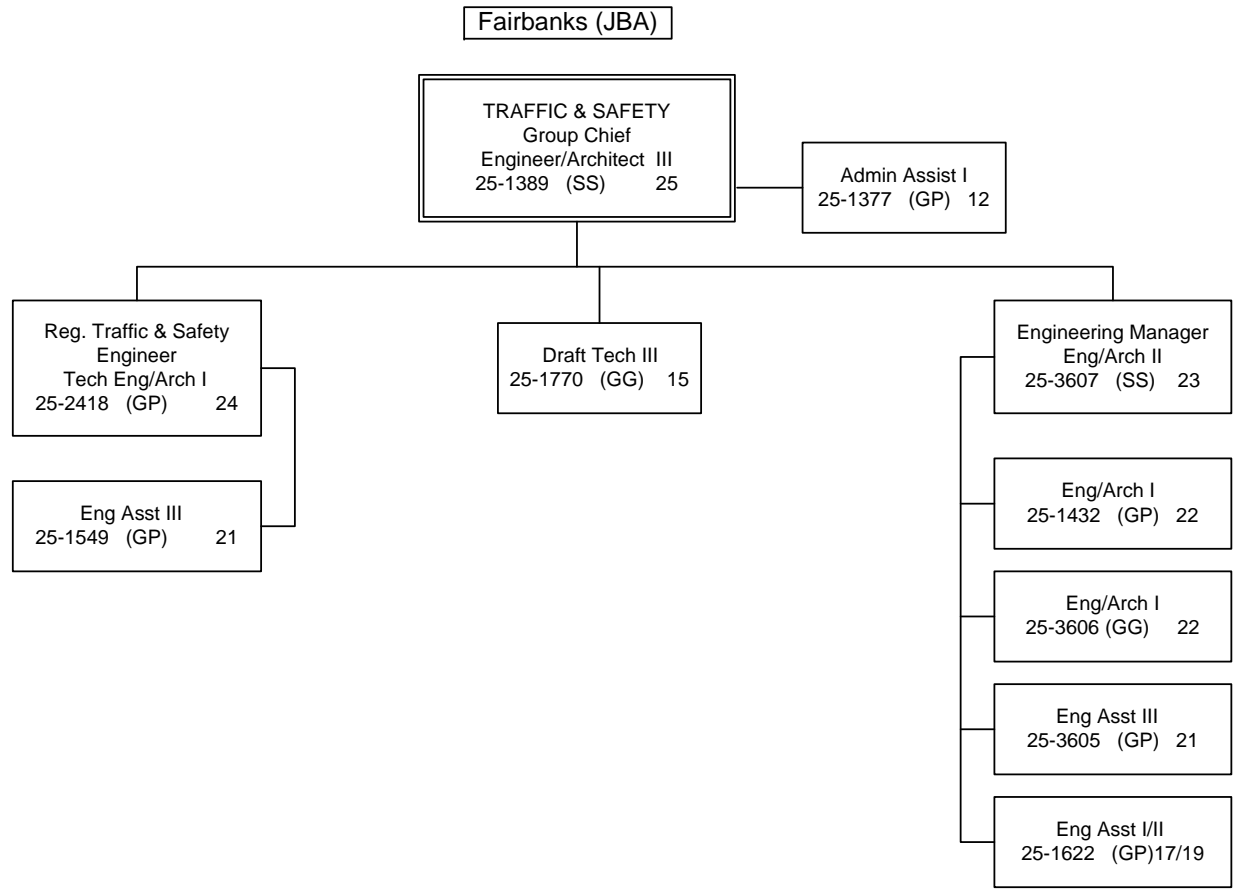 Fairbanks (JBA)
TRAFFIC & SAFETY
Group Chief
Engineer/Architect III
25-1389 (SS) 25
Admin Assist I
25-1377 (GP) 12
Reg. Traffic & Safety
Engineer
Tech Eng/Arch I
25-2418 (GP) 24
Eng Asst III
25-1549 (GP) 21
Draft Tech III
25-1770 (GG) 15
Engineering Manager
Eng/Arch II
25-3607 (SS) 23
Eng/Arch I
25-1432 (GP) 22
Eng/Arch I
25-3606 (GG) 22
Eng Asst III
25-3605 (GP) 21
Eng Asst I/II
25-1622 (GP)17/19